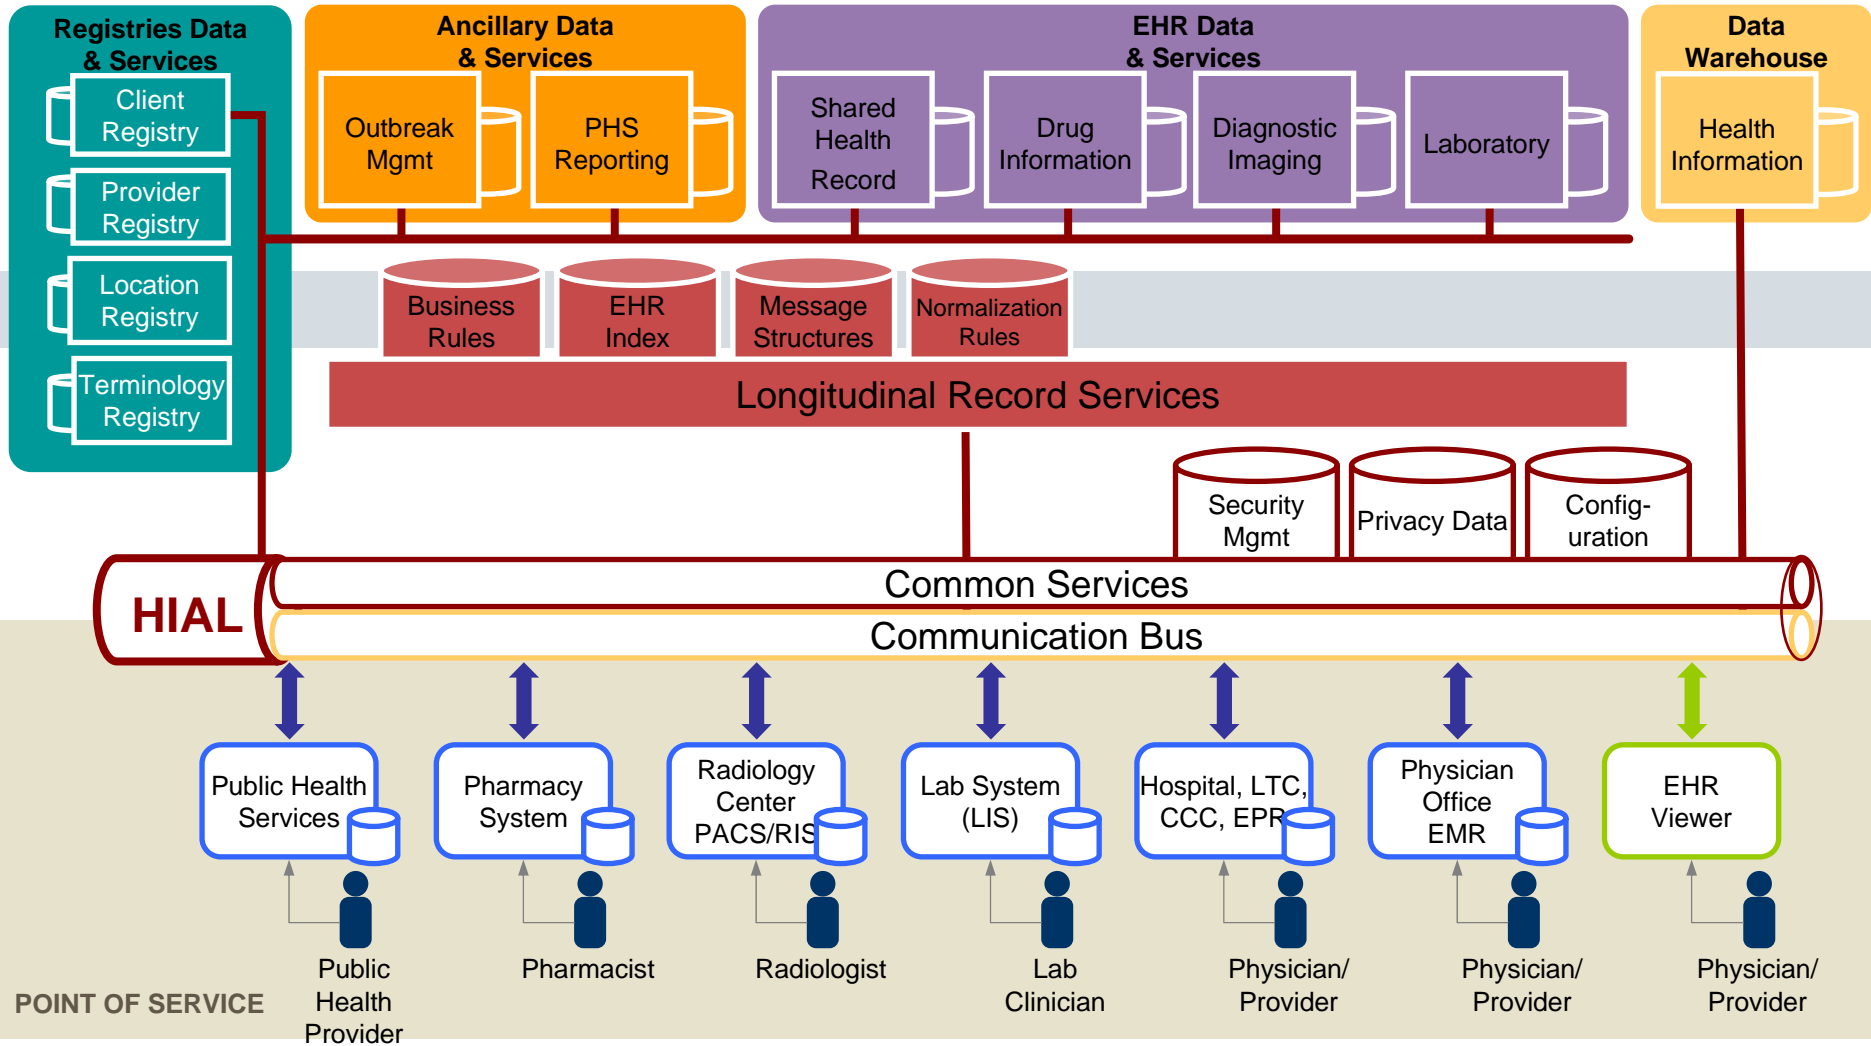 Registries Data
& Services
Client
Registry
Provider
Registry
Location
Registry
Terminology
Registry
Ancillary Data
& Services
Outbreak
Mgmt
PHS
Reporting
EHR Data
& Services
Shared
Health
Record
Drug
Information
Diagnostic
Imaging
Laboratory
Data
Warehouse
Health
Information
Business
Rules
EHR
Index
Message
Structures
Normalization
Rules
Longitudinal Record Services
Security
Mgmt
Privacy Data
Config-
uration
HIAL
Common Services
Communication Bus
Public Health
Services
Pharmacy
System
Radiology
Center
PACS/RIS
Lab System
(LIS)
Hospital, LTC,
CCC, EPR
Physician
Office
EMR
EHR
Viewer
Public
Health
Provider
Pharmacist
Radiologist
Lab
Clinician
Physician/
Provider
Physician/
Provider
Physician/
Provider
POINT OF SERVICE